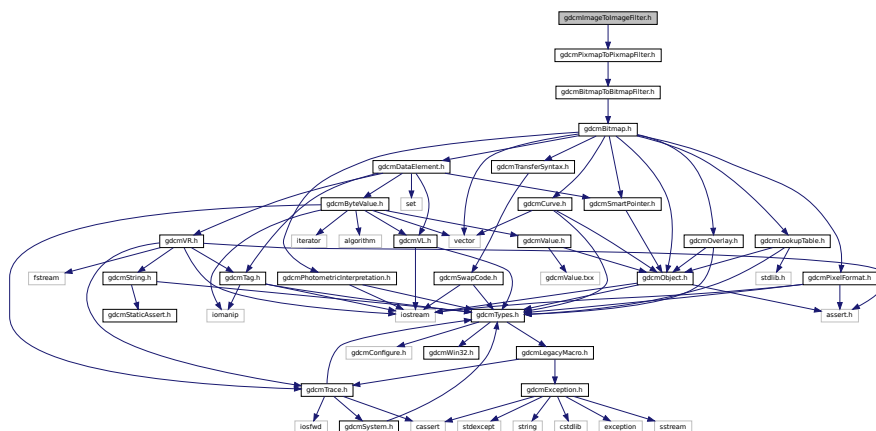 gdcmImageToImageFilter.h
gdcmPixmapToPixmapFilter.h
gdcmBitmapToBitmapFilter.h
gdcmBitmap.h
gdcmDataElement.h
gdcmTransferSyntax.h
gdcmByteValue.h
set
gdcmCurve.h
gdcmSmartPointer.h
gdcmVR.h
iterator
algorithm
gdcmVL.h
vector
gdcmValue.h
gdcmOverlay.h
gdcmLookupTable.h
fstream
gdcmString.h
gdcmTag.h
gdcmPhotometricInterpretation.h
gdcmSwapCode.h
gdcmValue.txx
gdcmObject.h
stdlib.h
gdcmPixelFormat.h
gdcmStaticAssert.h
iomanip
iostream
gdcmTypes.h
assert.h
gdcmConfigure.h
gdcmWin32.h
gdcmLegacyMacro.h
gdcmTrace.h
gdcmException.h
iosfwd
gdcmSystem.h
cassert
stdexcept
string
cstdlib
exception
sstream